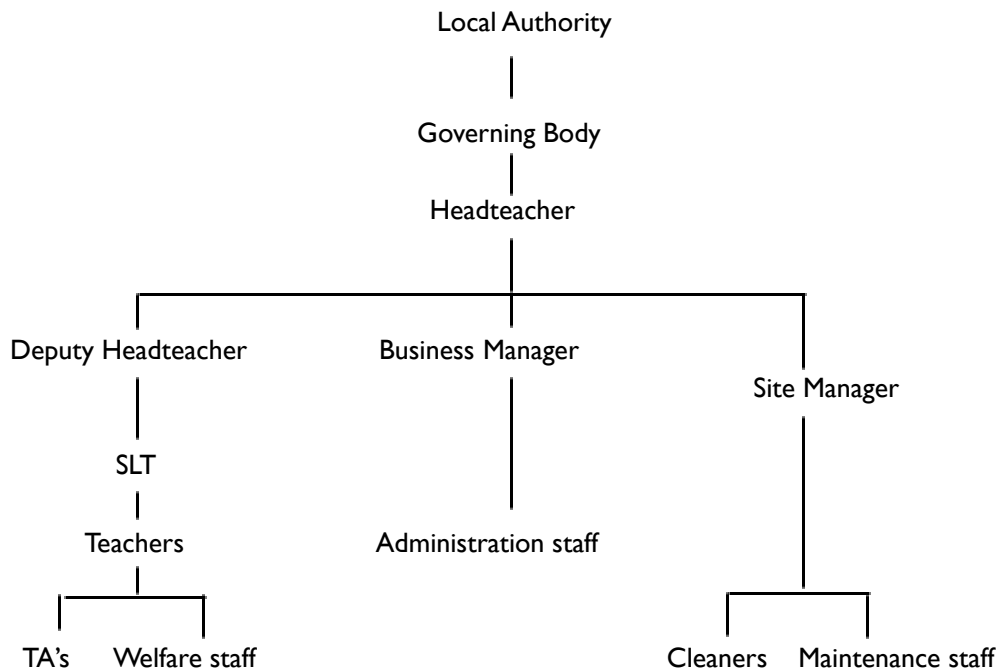 Local Authority
Governing Body
Headteacher
Deputy Headteacher
Business Manager
Site Manager
SLT
Teachers
Administration staff
TA’s
Welfare staff
Cleaners
Maintenance staff